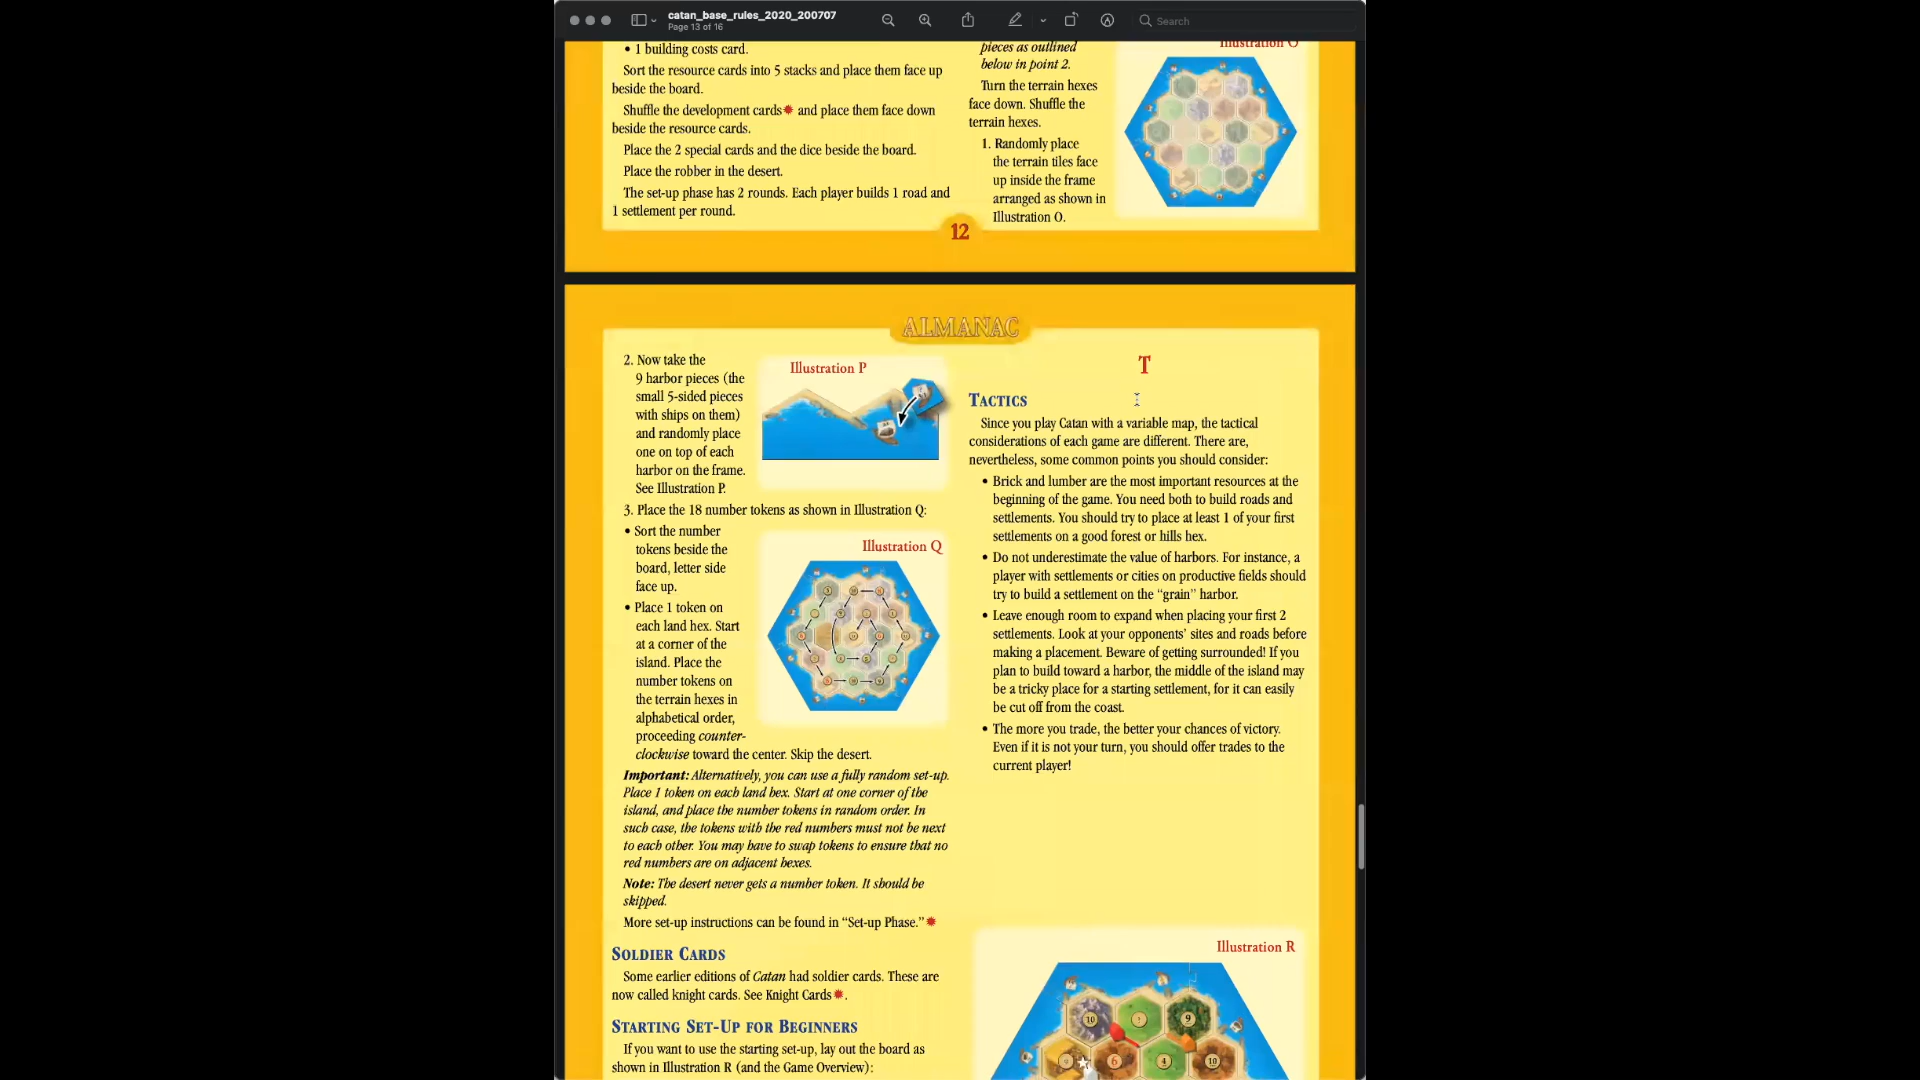 catan_base_rules_2020_200707
Page 13 of 16
Search
• 1 building costs card.
Sort the resource cards into 5 stacks and place them face up
beside the board.
Shuffle the development cards✹ and place them face down
beside the resource cards.
Place the 2 special cards and the dice beside the board.
Place the robber in the desert.
The set-up phase has 2 rounds. Each player builds 1 road and
1 settlement per round.
pieces as outlined
below in point 2.
Turn the terrain hexes
face down. Shuffle the
terrain hexes.
1. Randomly place
the terrain tiles face
up inside the frame
arranged as shown in
Illustration O.
Illustration O
12
ALMANAC
2. Now take the
9 harbor pieces (the
small 5-sided pieces
with ships on them)
and randomly place
one on top of each
harbor on the frame.
See Illustration P.
Illustration P
3. Place the 18 number tokens as shown in Illustration Q:
• Sort the number
tokens beside the
board, letter side
face up.
• Place 1 token on
each land hex. Start
at a corner of the
island. Place the
number tokens on
the terrain hexes in
alphabetical order,
proceeding counter-
clockwise toward the center. Skip the desert.
Illustration Q
Important: Alternatively, you can use a fully random set-up.
Place 1 token on each land hex. Start at one corner of the
island, and place the number tokens in random order. In
such case, the tokens with the red numbers must not be next
to each other. You may have to swap tokens to ensure that no
red numbers are on adjacent hexes.
Note: The desert never gets a number token. It should be
skipped.
More set-up instructions can be found in “Set-up Phase.”✹
SOLDIER CARDS
Some earlier editions of Catan had soldier cards. These are
now called knight cards. See Knight Cards✹.
STARTING SET-UP FOR BEGINNERS
If you want to use the starting set-up, lay out the board as
shown in Illustration R (and the Game Overview):
T
TACTICS
Since you play Catan with a variable map, the tactical
considerations of each game are different. There are,
nevertheless, some common points you should consider:
• Brick and lumber are the most important resources at the
beginning of the game. You need both to build roads and
settlements. You should try to place at least 1 of your first
settlements on a good forest or hills hex.
• Do not underestimate the value of harbors. For instance, a
player with settlements or cities on productive fields should
try to build a settlement on the “grain” harbor.
• Leave enough room to expand when placing your first 2
settlements. Look at your opponents’ sites and roads before
making a placement. Beware of getting surrounded! If you
plan to build toward a harbor, the middle of the island may
be a tricky place for a starting settlement, for it can easily
be cut off from the coast.
• The more you trade, the better your chances of victory.
Even if it is not your turn, you should offer trades to the
current player!
Illustration R
10
9
6
4
10